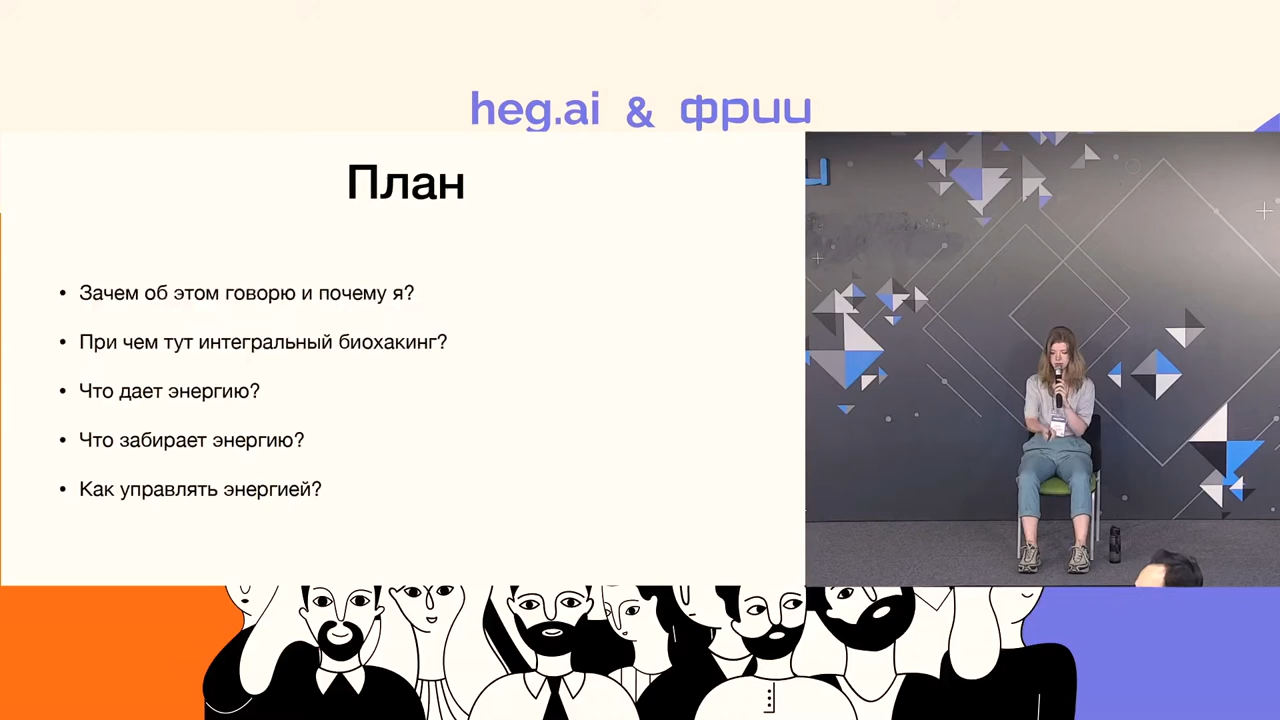 heg.ai & фрии
План
• Зачем об этом говорю и почему я?
• При чем тут интегральный биохакинг?
• Что дает энергию?
• Что забирает энергию?
• Как управлять энергией?